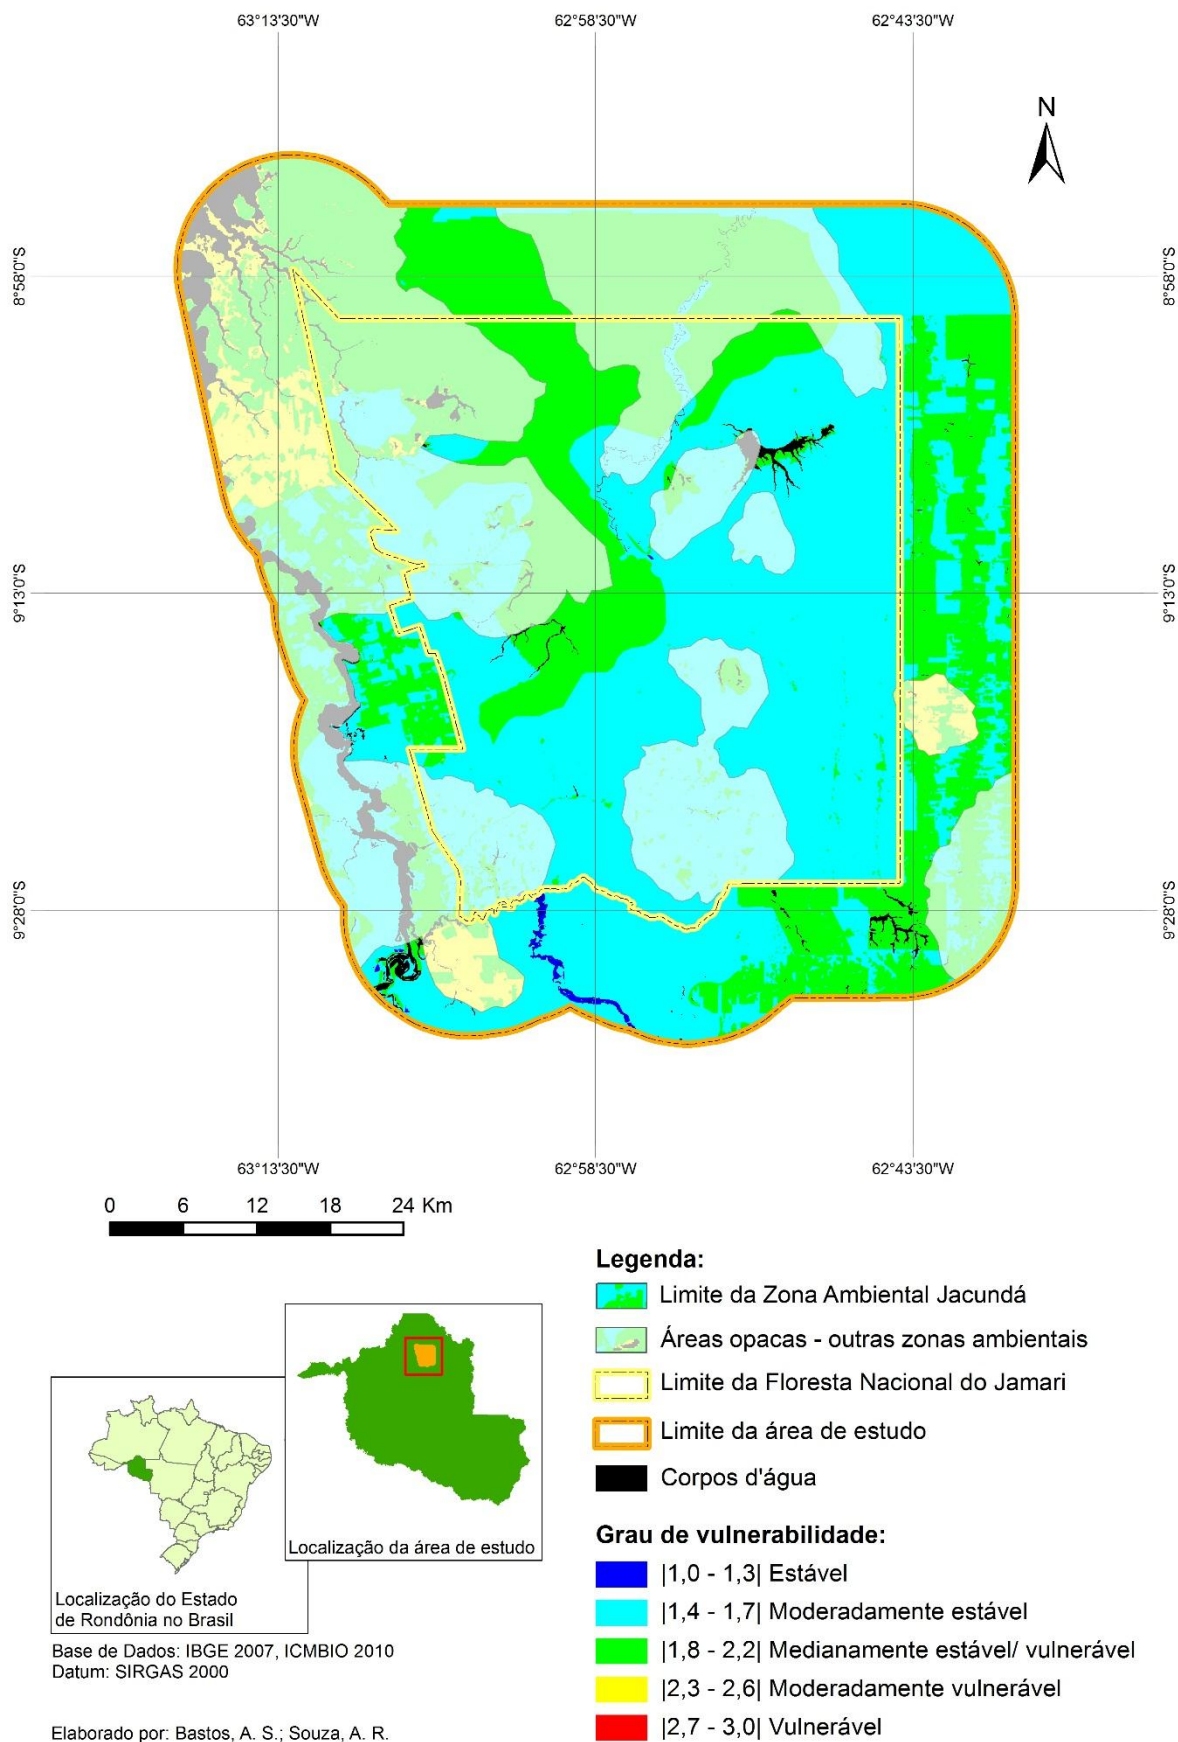 63°13'30"W
62°58'30"W
62°43'30"W
N
8°58'0"S
8°58'0"S
9°13'0"S
9°13'0"S
9°28'0"S
9°28'0"S
63°13'30"W
62°58'30"W
62°43'30"W
0 6 12 18 24 Km
Legenda:
Limite da Zona Ambiental Jacundá
Áreas opacas - outras zonas ambientais
Limite da Floresta Nacional do Jamari
Limite da área de estudo
Corpos d'água
Grau de vulnerabilidade:
|1,0 - 1,3| Estável
|1,4 - 1,7| Moderadamente estável
|1,8 - 2,2| Medianamente estável/ vulnerável
|2,3 - 2,6| Moderadamente vulnerável
|2,7 - 3,0| Vulnerável
Localização da área de estudo
Localização do Estado
de Rondônia no Brasil
Base de Dados: IBGE 2007, ICMBIO 2010
Datum: SIRGAS 2000
Elaborado por: Bastos, A. S.; Souza, A. R.